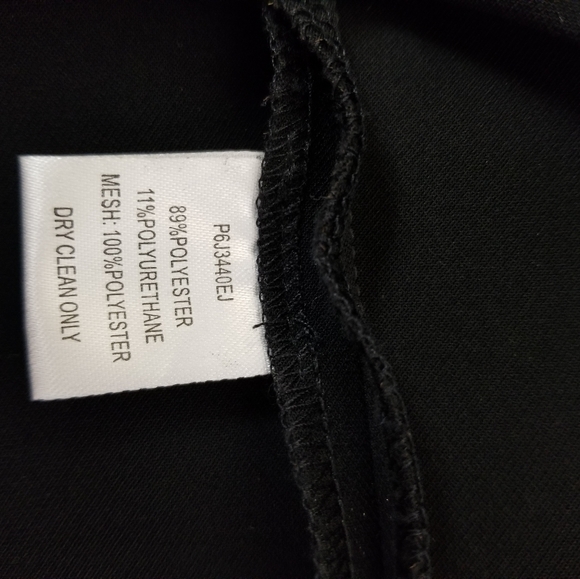 P6J3440EJ
89%POLYESTER
11%POLYURETHANE
MESH: 100%POLYESTER
DRY CLEAN ONLY